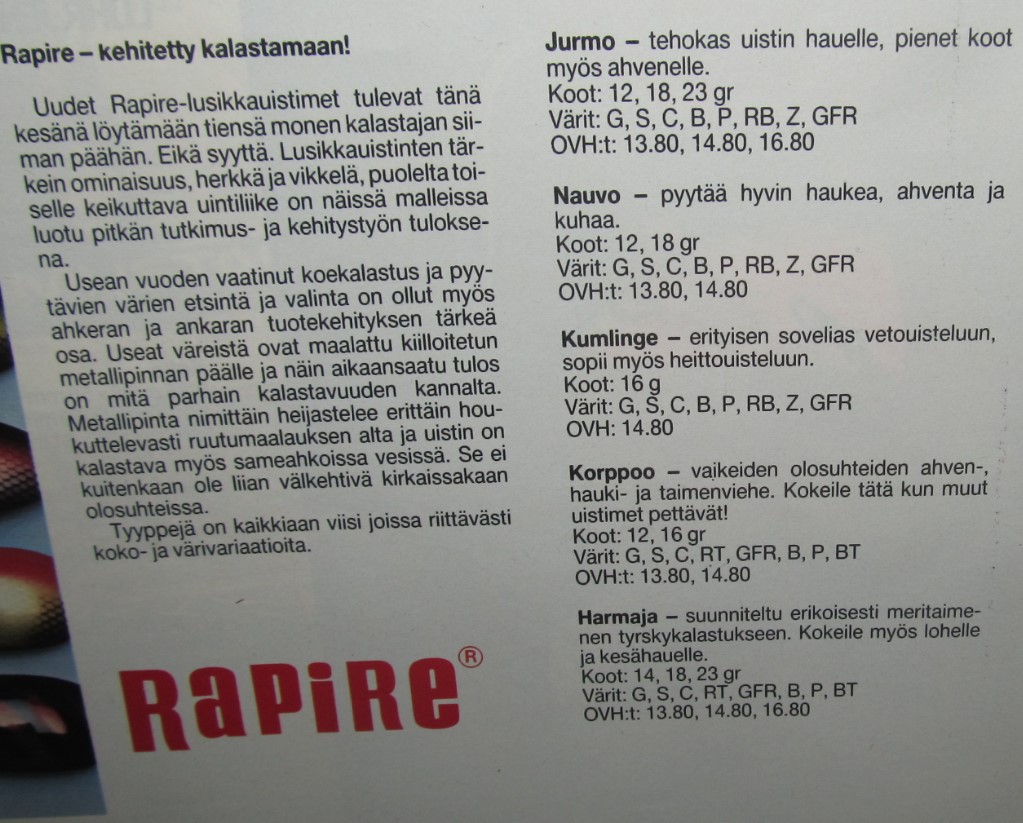 Rapire – kehitetty kalastamaan!
Uudet Rapire-lusikkauistimet tulevat tänä
kesänä löytämään tiensä monen kalastajan sii-
man päähän. Eikä syyttä. Lusikkauistinten tär-
kein ominaisuus, herkkä ja vikkelä, puolelta toi-
selle keikuttava uintiliike on näissä malleissa
luotu pitkän tutkimus- ja kehitystyön tulokse-
na.
Usean vuoden vaatinut koekalastus ja pyy-
tävien värien etsintä ja valinta on ollut myös
ahkeran ja ankaran tuotekehityksen tärkeä
osa. Useat väreistä ovat maalattu kiilloitetun
metallipinnan päälle ja näin aikaansaatu tulos
on mitä parhain kalastavuuden kannalta.
Metallipinta nimittäin heijastelee erittäin hou-
kuttelevasti ruutumaalauksen alta ja uistin on
kalastava myös sameahkoissa vesissä. Se ei
kuitenkaan ole liian välkehtivä kirkaissakaan
olosuhteissa.
Tyyppejä on kaikkiaan viisi joissa riittävästi
koko- ja värivariaatioita.
RaPiRe®
Jurmo – tehokas uistin hauelle, pienet koot
myös ahvenelle.
Koot: 12, 18, 23 gr
Värit: G, S, C, B, P, RB, Z, GFR
OVH:t: 13.80, 14.80, 16.80
Nauvo – pyytää hyvin haukea, ahventa ja
kuhaa.
Koot: 12, 18 gr
Värit: G, S, C, B, P, RB, Z, GFR
OVH:t: 13.80, 14.80
Kumlinge – erityisen sovelias vetouisteluun,
sopii myös heittouisteluun.
Koot: 16 g
Värit: G, S, C, B, P, RB, Z, GFR
OVH: 14.80
Korppoo – vaikeiden olosuhteiden ahven-,
hauki- ja taimenviehe. Kokeile tätä kun muut
uistimet pettävät!
Koot: 12, 16 gr
Värit: G, S, C, RT, GFR, B, P, BT
OVH:t: 13.80, 14.80
Harmaja – suunniteltu erikoisesti meritaime-
nen tyrskykalastukseen. Kokeile myös lohelle
ja kesähauelle.
Koot: 14, 18, 23 gr
Värit: G, S, C, RT, GFR, B, P, BT
OVH:t: 13.80, 14.80, 16.80